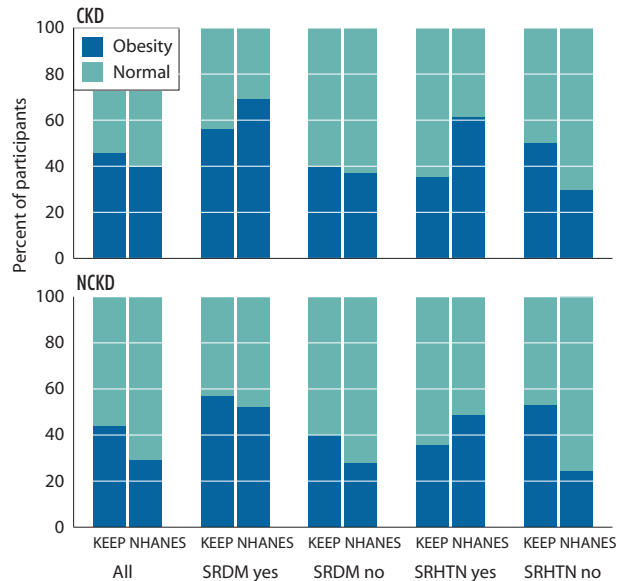 CKD
Obesity
Normal
Percent of participants
100
80
60
40
20
0
NCKD
100
80
60
40
20
0
KEEP NHANES KEEP NHANES KEEP NHANES KEEP NHANES KEEP NHANES
All SRDM yes SRDM no SRHTN yes SRHTN no